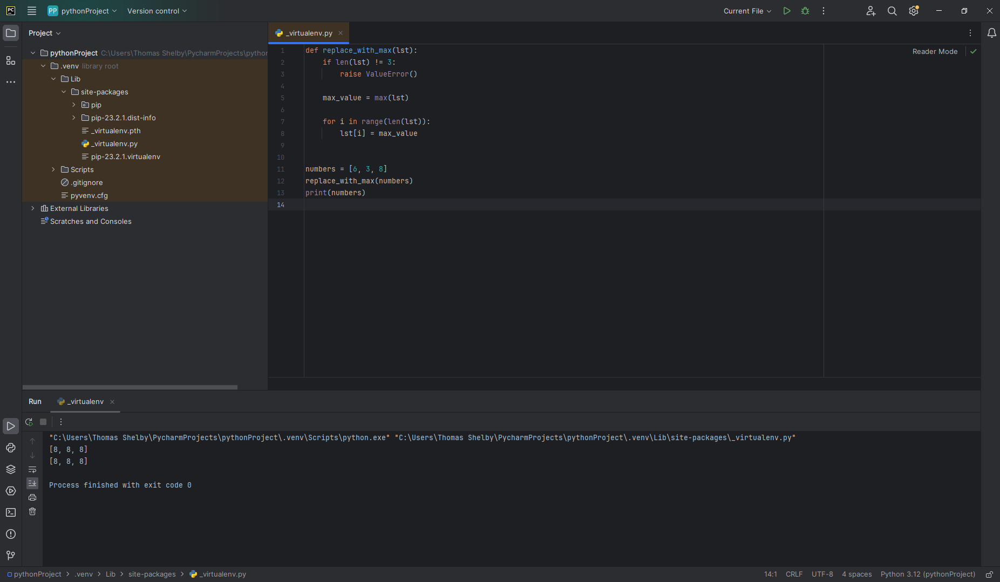 PC
PP pythonProject Version control Current File
Project
_virtualenv.py
pythonProject C:\Users\Thomas Shelby\PycharmProjects\python
.venv library root
Lib
site-packages
pip
pip-23.2.1.dist-info
_virtualenv.pth
_virtualenv.py
pip-23.2.1.virtualenv
Scripts
.gitignore
pyvenv.cfg
External Libraries
Scratches and Consoles
Reader Mode
1 def replace_with_max(lst):
2 if len(lst) != 3:
3 raise ValueError()
4
5 max_value = max(lst)
6
7 for i in range(len(lst)):
8 lst[i] = max_value
9
10
11 numbers = [6, 3, 8]
12 replace_with_max(numbers)
13 print(numbers)
14
Run _virtualenv
"C:\Users\Thomas Shelby\PycharmProjects\pythonProject\.venv\Scripts\python.exe" "C:\Users\Thomas Shelby\PycharmProjects\pythonProject\.venv\Lib\site-packages\_virtualenv.py"
[8, 8, 8]
[8, 8, 8]
Process finished with exit code 0
pythonProject > .venv > Lib > site-packages > _virtualenv.py
14:1 CRLF UTF-8 4 spaces Python 3.12 (pythonProject)